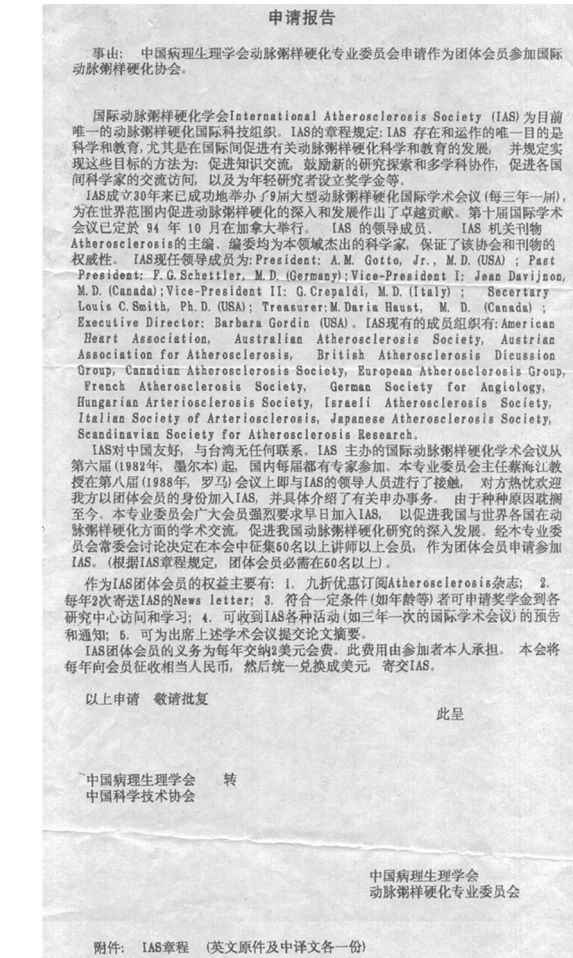 申请报告
事由： 中国病理生理学会动脉粥样硬化专业委员会申请作为团体会员参加国际
动脉粥样硬化协会。
国际动脉粥样硬化学会International Atherosclerosis Society (IAS)为目前
唯一的动脉粥样硬化国际科技组织。IAS的章程规定：IAS 存在和运作的唯一目的是
科学和教育，尤其是在国际间促进有关动脉粥样硬化科学和教育的发展， 并规定实
现这些目标的方法为：促进知识交流，鼓励新的研究探索和多学科协作，促进各国
间科学家的交流访问，以及为年轻研究者设立奖学金等。
IAS成立30年来已成功地举办了9届大型动脉粥样硬化国际学术会议(每三年一届)，
为在世界范围内促进动脉粥样硬化的深入和发展作出了卓越贡献。第十届国际学术
会议已定於 94 年 10 月在加拿大举行。 IAS 的领导成员、 IAS 机关刊物
Atherosclerosis的主编、编委均为本领域杰出的科学家，保证了该协会和刊物的
权威性。 IAS现任领导成员为：President: A.M. Gotto, Jr., M.D. (USA) ; Past
President: F.G.Schettler, M.D. (Germany);Vice-President I: Jean Davijnon,
M.D. (Canada);Vice-President II: G.Crepaldi, M.D. (Italy) ; Secertary
Louis C.Smith, Ph.D. (USA); Treasurer:M.Daria Haust, M. D. (Canada) ;
Executive Director: Barbara Gordin (USA)。IAS现有的成员组织有：American
Heart Association, Australian Atherosclerosis Society, Austrian
Association for Atherosclerosis, British Atherosclerosis Dicussion
Group, Canadian Atherosclerosis Society, European Atherosclerosis Group,
French Atherosclerosis Society, German Society for Angiology,
Hungarian Arteriosclerosis Society, Israeli Atherosclerosis Society,
Italian Society of Arteriosclerosis, Japanese Atherosclerosis Society,
Scandinavian Society for Atherosclerosis Research。
IAS对中国友好，与台湾无任何联系。IAS 主办的国际动脉粥样硬化学术会议从
第六届(1982年，墨尔本)起，国内每届都有专家参加。本专业委员会主任蔡海江教
授在第八届(1988年，罗马)会议上即与IAS的领导人员进行了接触， 对方热忱欢迎
我方以团体会员的身份加入IAS，并具体介绍了有关申办事务。 由于种种原因耽搁
至今。本专业委员会广大会员强烈要求早日加入IAS， 以促进我国与世界各国在动
脉粥样硬化方面的学术交流，促进我国动脉粥样硬化研究的深入发展。经木专业委
员会常委会讨论决定在本会中征集50名以上讲师以上会员，作为团体会员申请参加
IAS。(根据IAS章程规定，团体会员必需在50名以上)。
作为IAS团体会员的权益主要有：1. 九折优惠订阅Atherosclerosis杂志； 2.
每年2次寄送IAS的News letter；3. 符合一定条件(如年龄等)者可申请奖学金到各
研究中心访问和学习；4. 可收到IAS各种活动(如三年一次的国际学术会议)的预告
和通知；5. 可为出席上述学术会议提交论文摘要。
IAS团体会员的义务为每年交纳2美元会费。此费用由参加者本人承担。 本会将
每年向会员征收相当人民币，然后统一兑换成美元，寄交IAS。
以上申请 敬请批复
此呈
中国病理生理学会 转
中国科学技术协会
中国病理生理学会
动脉粥样硬化专业委员会
附件： IAS章程 (英文原件及中译文各一份)